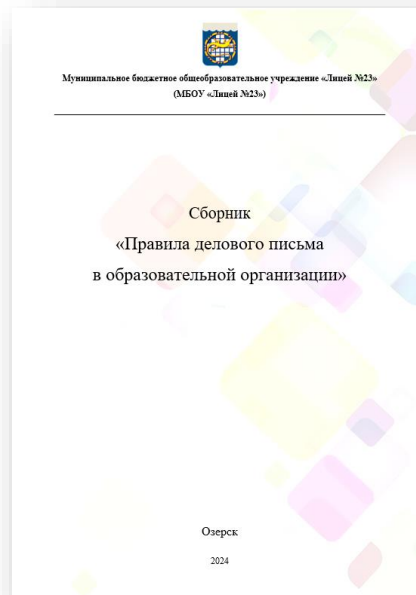 Муниципальное бюджетное общеобразовательное учреждение «Лицей №23»
(МБОУ «Лицей №23»)
Сборник
«Правила делового письма
в образовательной организации»
Озерск
2024